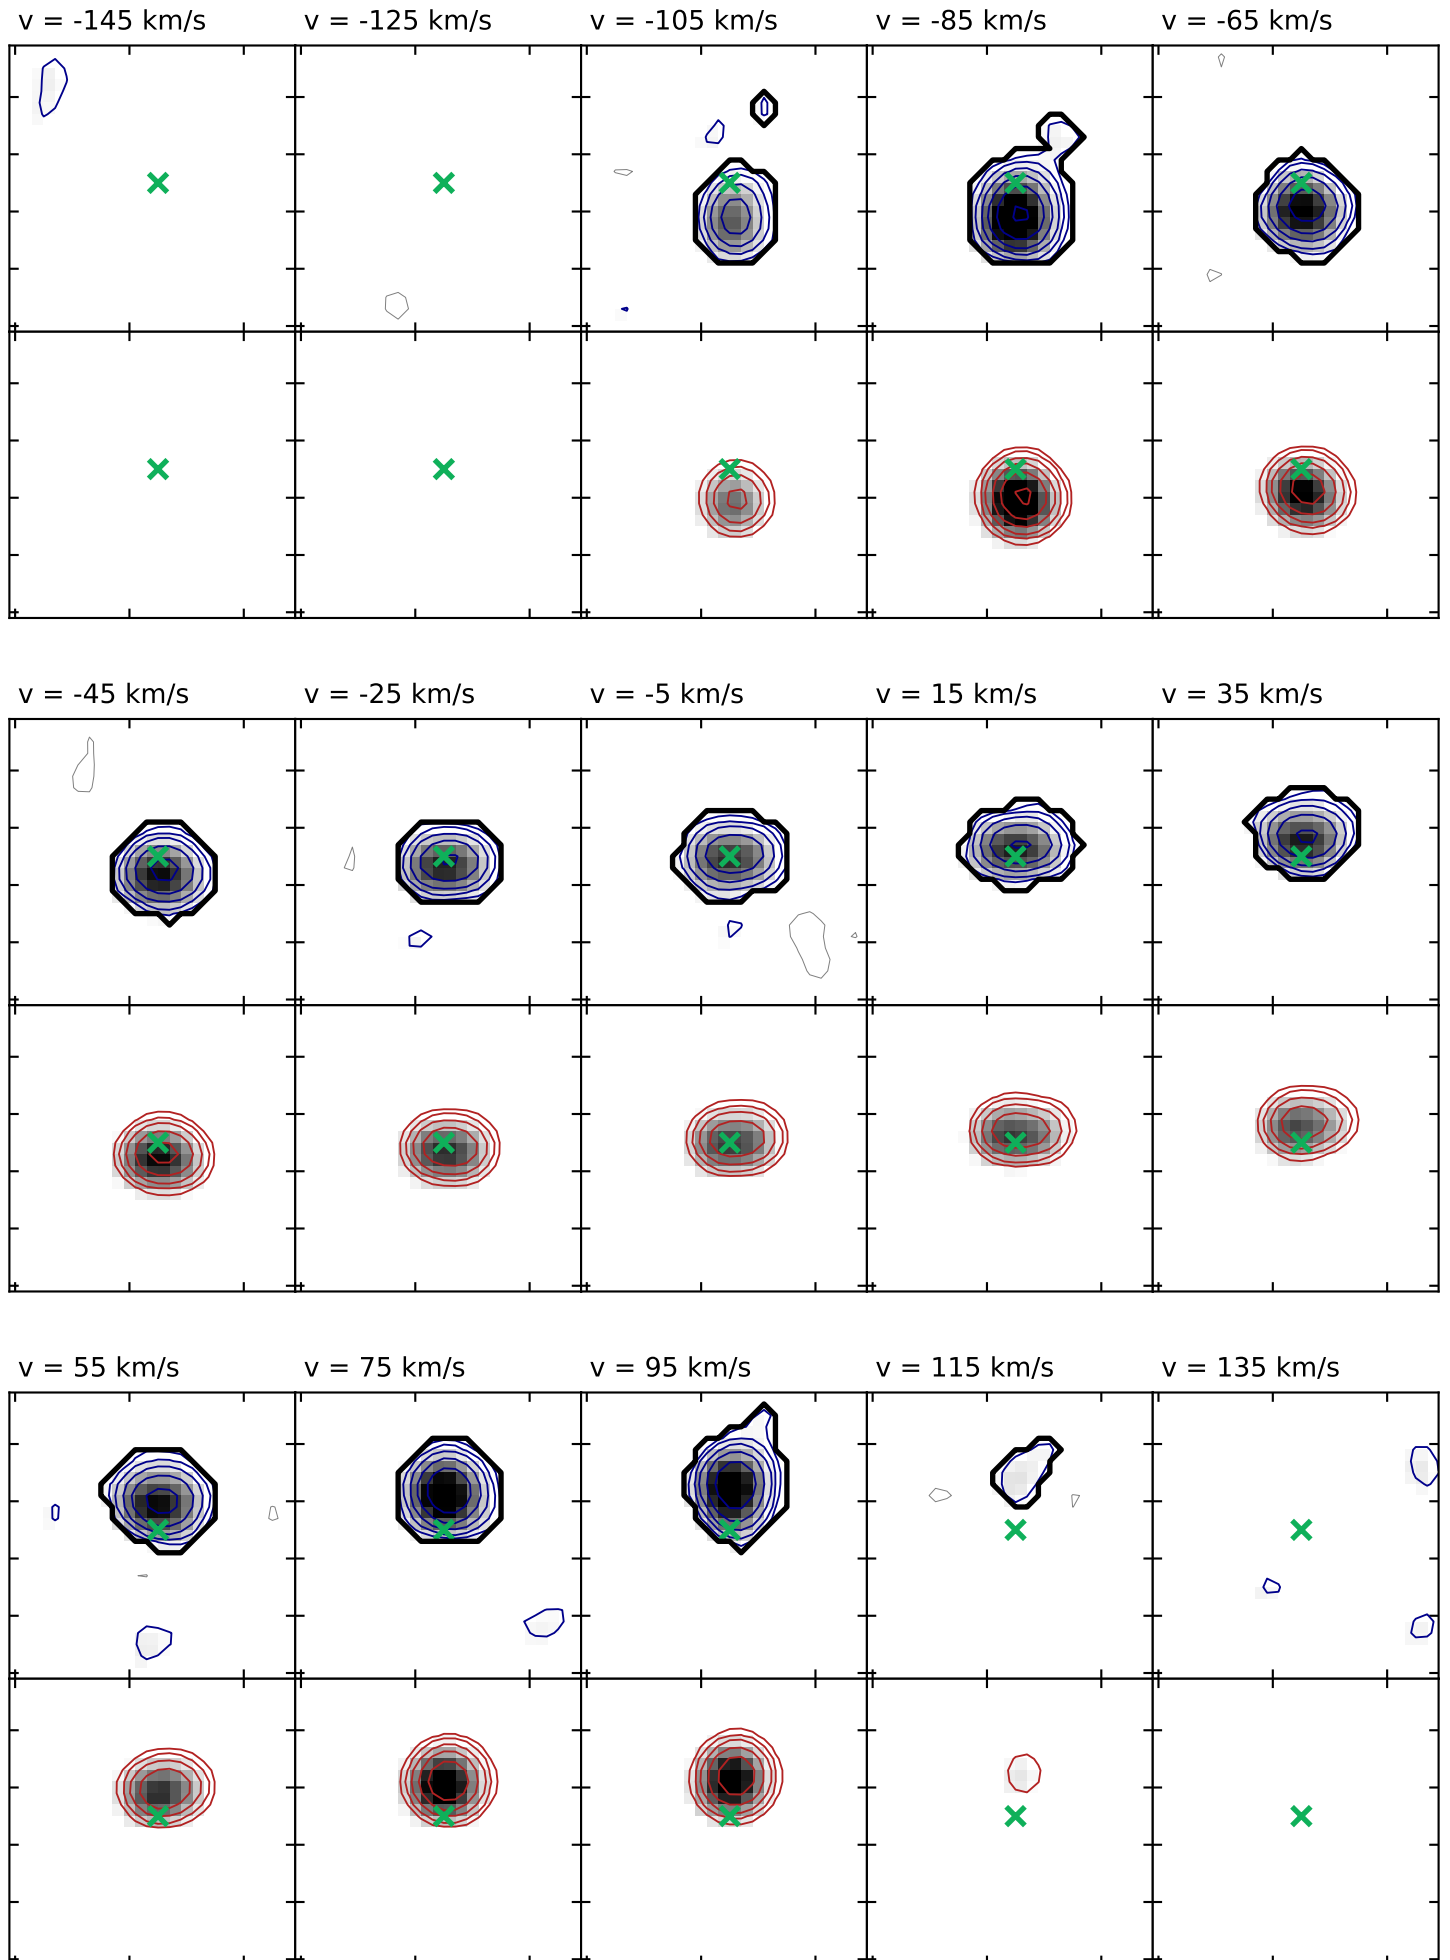 v = -145 km/s
v = -125 km/s
v = -105 km/s
v = -85 km/s
v = -65 km/s
v = -45 km/s
v = -25 km/s
v = -5 km/s
v = 15 km/s
v = 35 km/s
v = 55 km/s
v = 75 km/s
v = 95 km/s
v = 115 km/s
v = 135 km/s